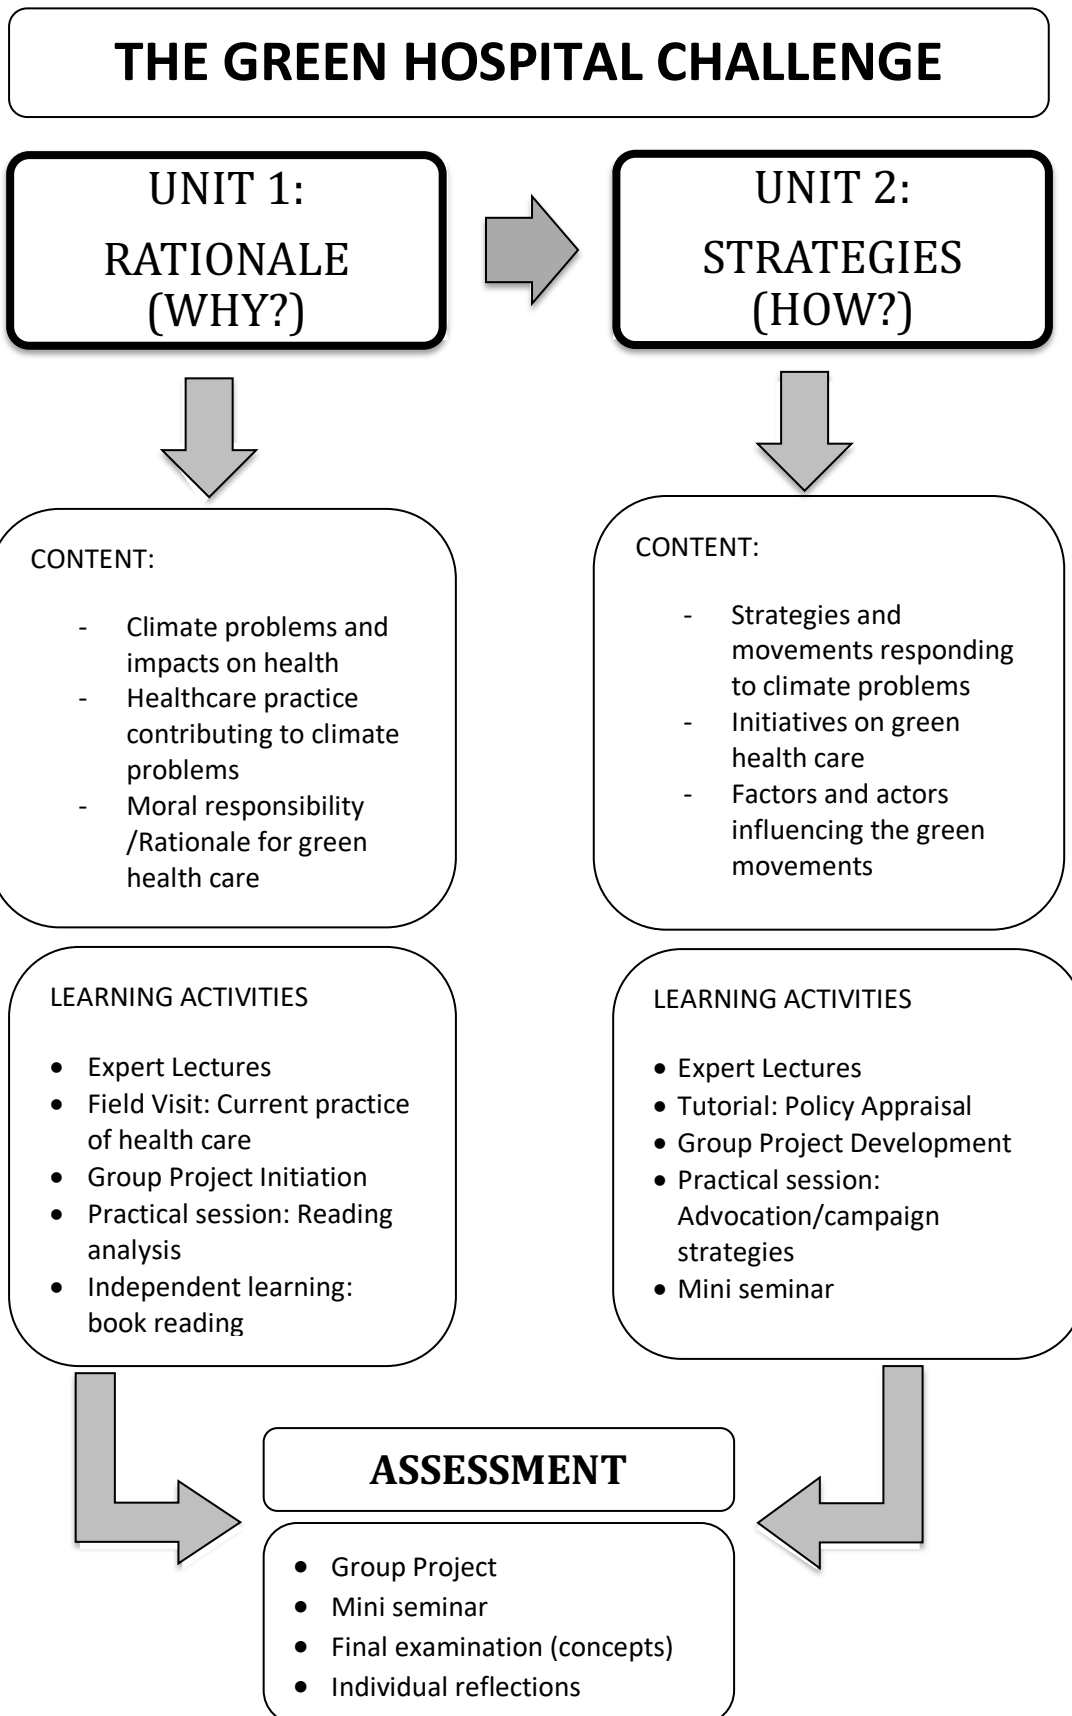 THE GREEN HOSPITAL CHALLENGE
UNIT 1:
RATIONALE
(WHY?)
UNIT 2:
STRATEGIES
(HOW?)
CONTENT:
- Climate problems and
impacts on health
- Healthcare practice
contributing to climate
problems
- Moral responsibility
/Rationale for green
health care
CONTENT:
- Strategies and
movements responding
to climate problems
- Initiatives on green
health care
- Factors and actors
influencing the green
movements
LEARNING ACTIVITIES
• Expert Lectures
• Field Visit: Current practice
of health care
• Group Project Initiation
• Practical session: Reading
analysis
• Independent learning:
book reading
LEARNING ACTIVITIES
• Expert Lectures
• Tutorial: Policy Appraisal
• Group Project Development
• Practical session:
Advocation/campaign
strategies
• Mini seminar
ASSESSMENT
• Group Project
• Mini seminar
• Final examination (concepts)
• Individual reflections